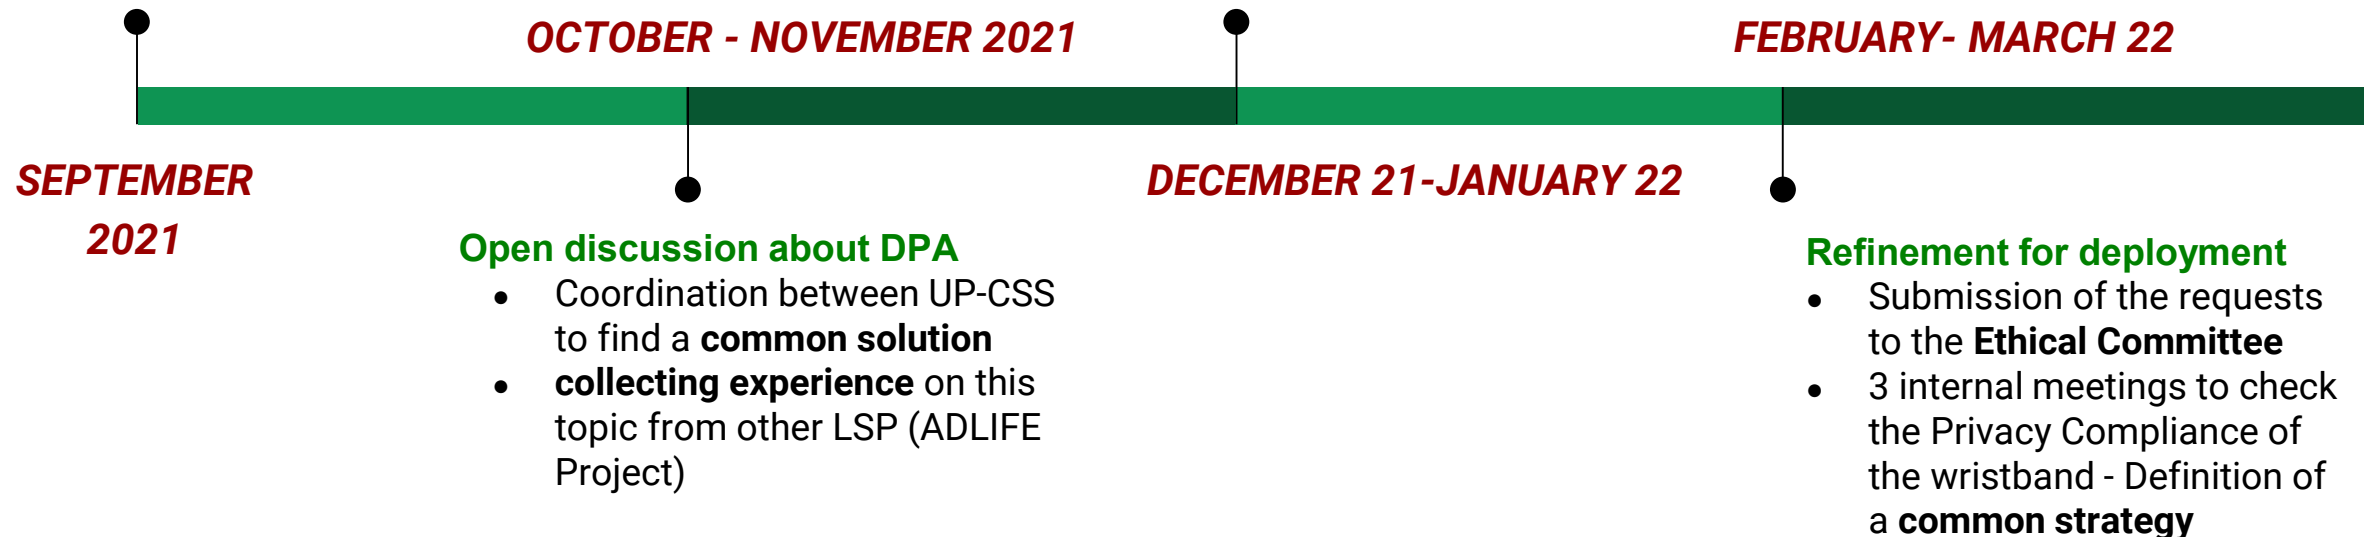 OCTOBER - NOVEMBER 2021
FEBRUARY- MARCH 22
SEPTEMBER
2021
DECEMBER 21-JANUARY 22
Open discussion about DPA
● Coordination between UP-CSS
to find a common solution
● collecting experience on this
topic from other LSP (ADLIFE
Project)
Refinement for deployment
● Submission of the requests
to the Ethical Committee
● 3 internal meetings to check
the Privacy Compliance of
the wristband - Definition of
a common strategy